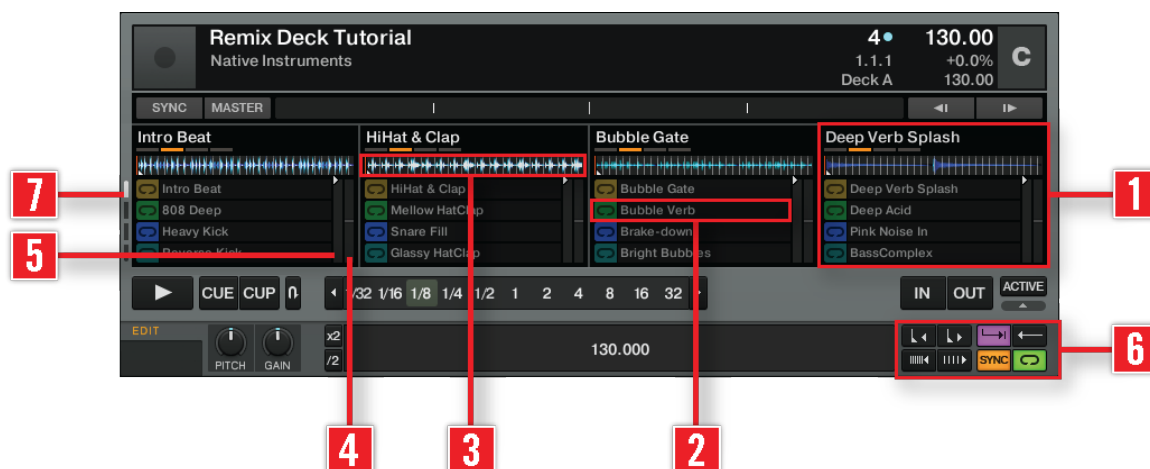 Remix Deck Tutorial
Native Instruments
4
130.00
1.1.1
+0.0%
C
Deck A
130.00
SYNC
MASTER
Intro Beat
HiHat & Clap
Bubble Gate
Deep Verb Splash
7
Intro Beat
HiHat & Clap
Bubble Gate
Deep Verb Splash
1
808 Deep
Mellow HatClap
Bubble Verb
Deep Acid
Heavy Kick
Snare Fill
Brake-down
Pink Noise In
5
Reverse Kick
Glassy HatClap
Bright Bubbles
BassComplex
CUE
CUP
1/32 1/16 1/8 1/4 1/2 1 2 4 8 16 32
IN
OUT
ACTIVE
EDIT
x2
/2
PITCH
GAIN
130.000
SYNC
6
4
3
2